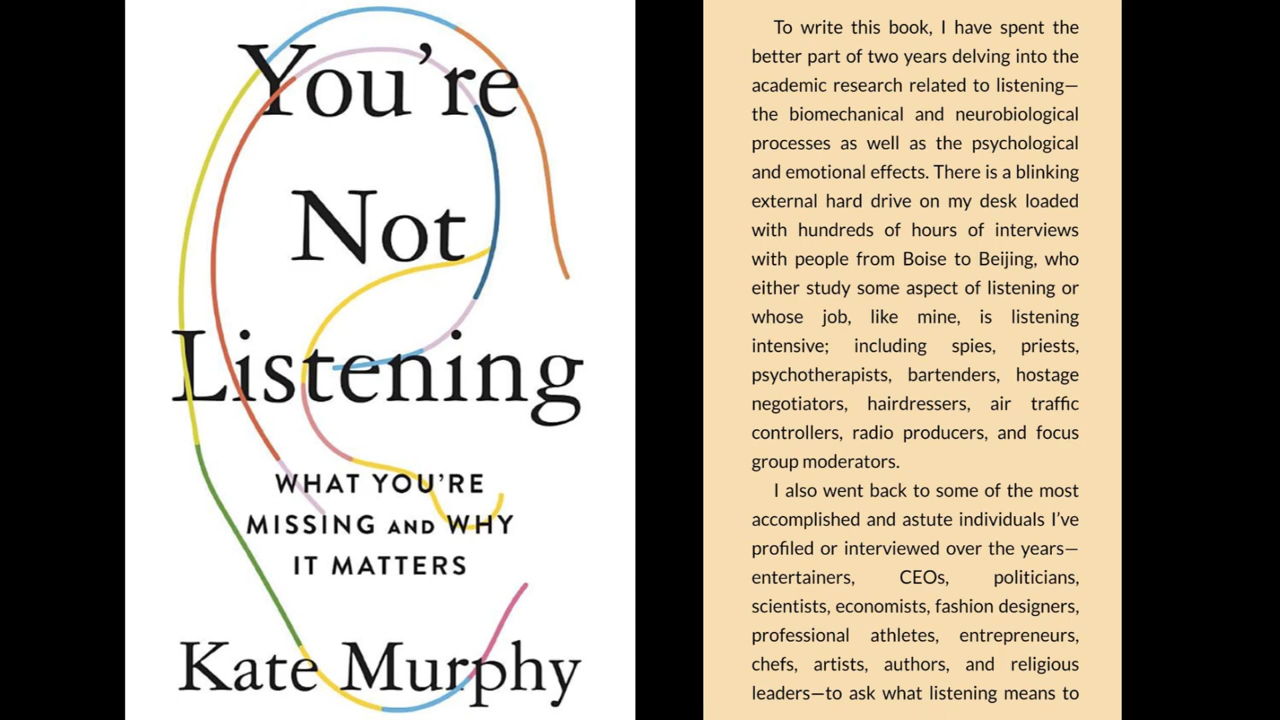 You're
Not
Listening
WHAT YOU'RE
MISSING AND WHY
IT MATTERS
Kate Murphy
To write this book, I have spent the
better part of two years delving into the
academic research related to listening—
the biomechanical and neurobiological
processes as well as the psychological
and emotional effects. There is a blinking
external hard drive on my desk loaded
with hundreds of hours of interviews
with people from Boise to Beijing, who
either study some aspect of listening or
whose job, like mine, is listening
intensive; including spies, priests,
psychotherapists, bartenders, hostage
negotiators, hairdressers, air traffic
controllers, radio producers, and focus
group moderators.
I also went back to some of the most
accomplished and astute individuals I've
profiled or interviewed over the years—
entertainers, CEOs, politicians,
scientists, economists, fashion designers,
professional athletes, entrepreneurs,
chefs, artists, authors, and religious
leaders—to ask what listening means to